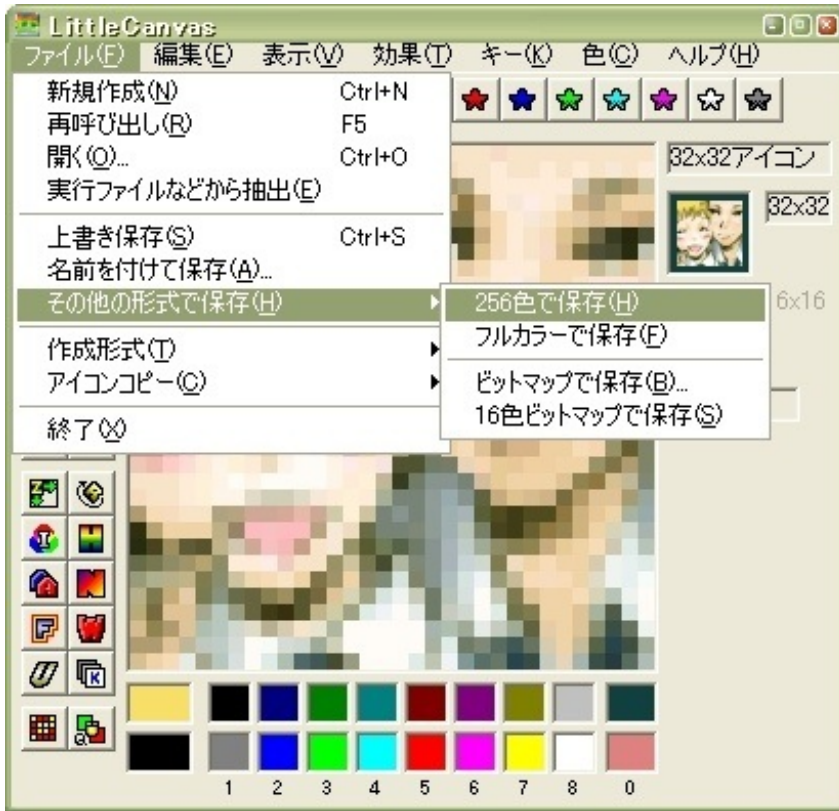 LittleCanvas
ファイル(F) 編集(E) 表示(V) 効果(T) キー(K) 色(C) ヘルプ(H)
新規作成(N) Ctrl+N
再呼び出し(R) F5
開く(O)... Ctrl+O
実行ファイルなどから抽出(E)
上書き保存(S) Ctrl+S
名前を付けて保存(A)...
その他の形式で保存(H)
作成形式(T)
アイコンコピー(C)
終了(X)
256色で保存(H)
フルカラーで保存(F)
ビットマップで保存(B)...
16色ビットマップで保存(S)
32x32アイコン
32x32
6x16
1 2 3 4 5 6 7 8 0